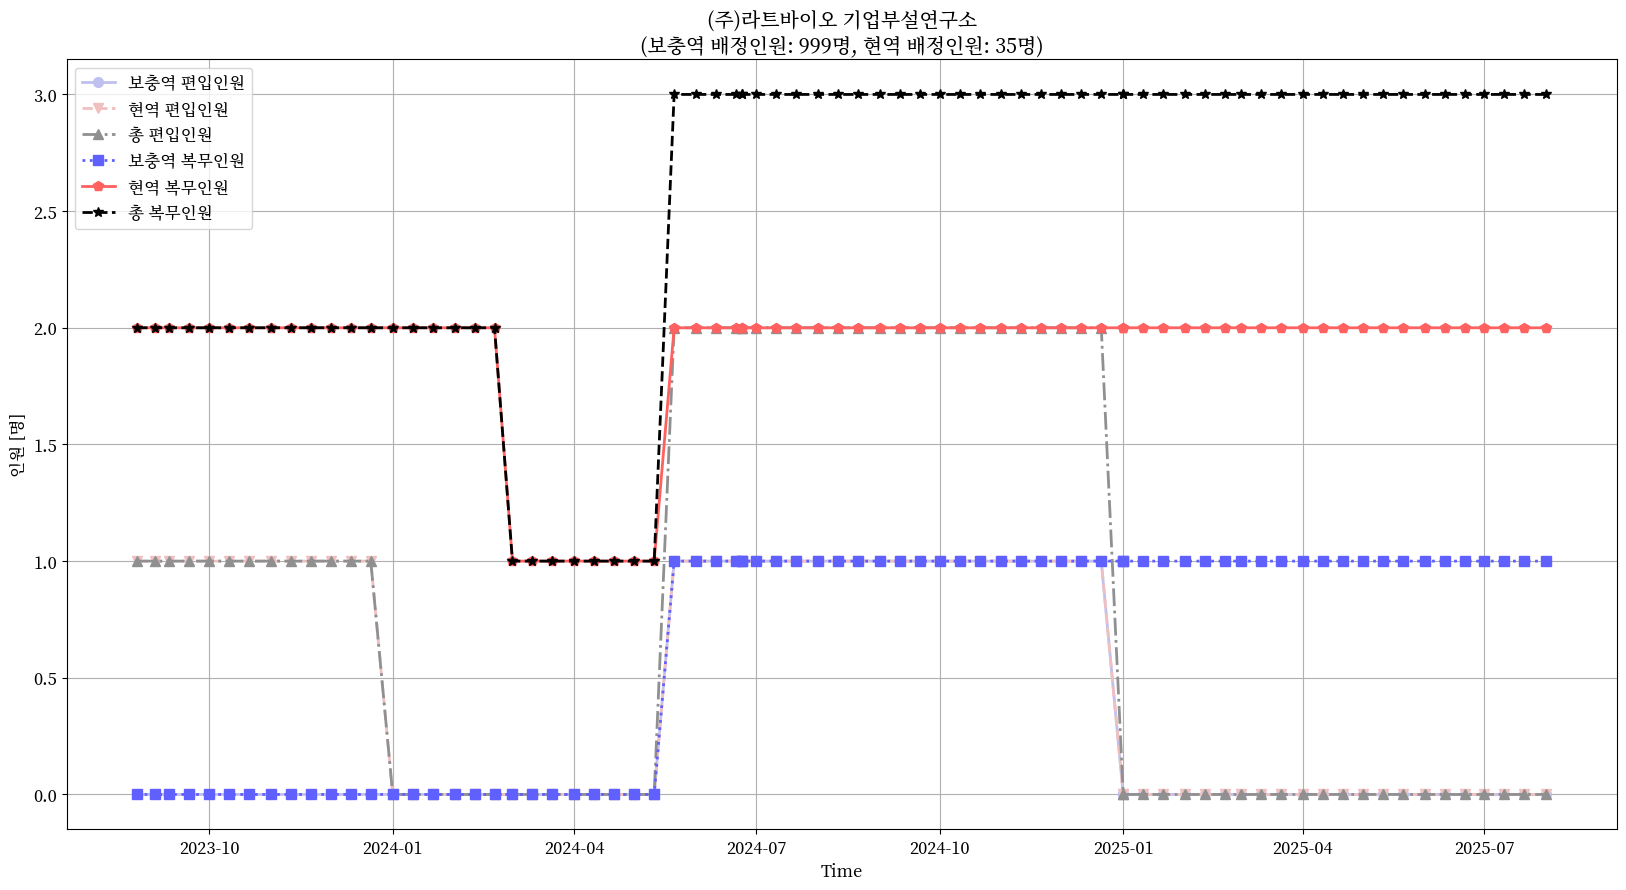 (주)라트바이오 기업부설연구소
(보충역 배정인원: 999명, 현역 배정인원: 35명)
보충역 편입인원
현역 편입인원
총 편입인원
보충역 복무인원
현역 복무인원
총 복무인원
3.0
2.5
2.0
1.5
1.0
0.5
0.0
인원 [명]
2023-10
2024-01
2024-04
2024-07
2024-10
2025-01
2025-04
2025-07
Time